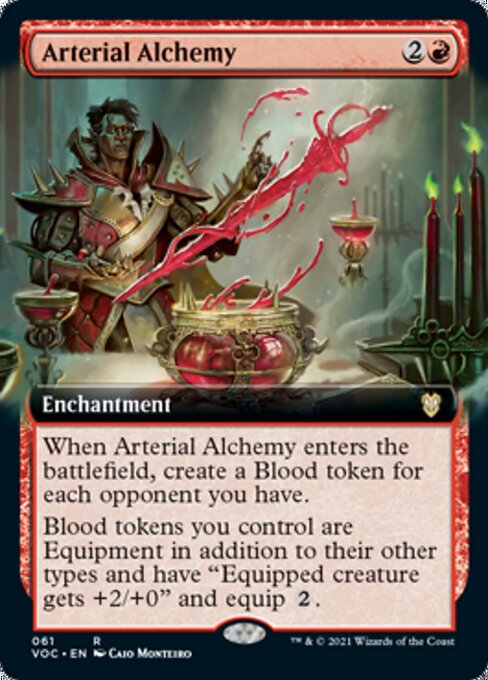 Arterial Alchemy 2
Enchantment
When Arterial Alchemy enters the
battlefield, create a Blood token for
each opponent you have.
Blood tokens you control are
Equipment in addition to their other
types and have “Equipped creature
gets +2/+0” and equip 2.
061 R
VOC • EN Caio Monteiro
™ & © 2021 Wizards of the Coast